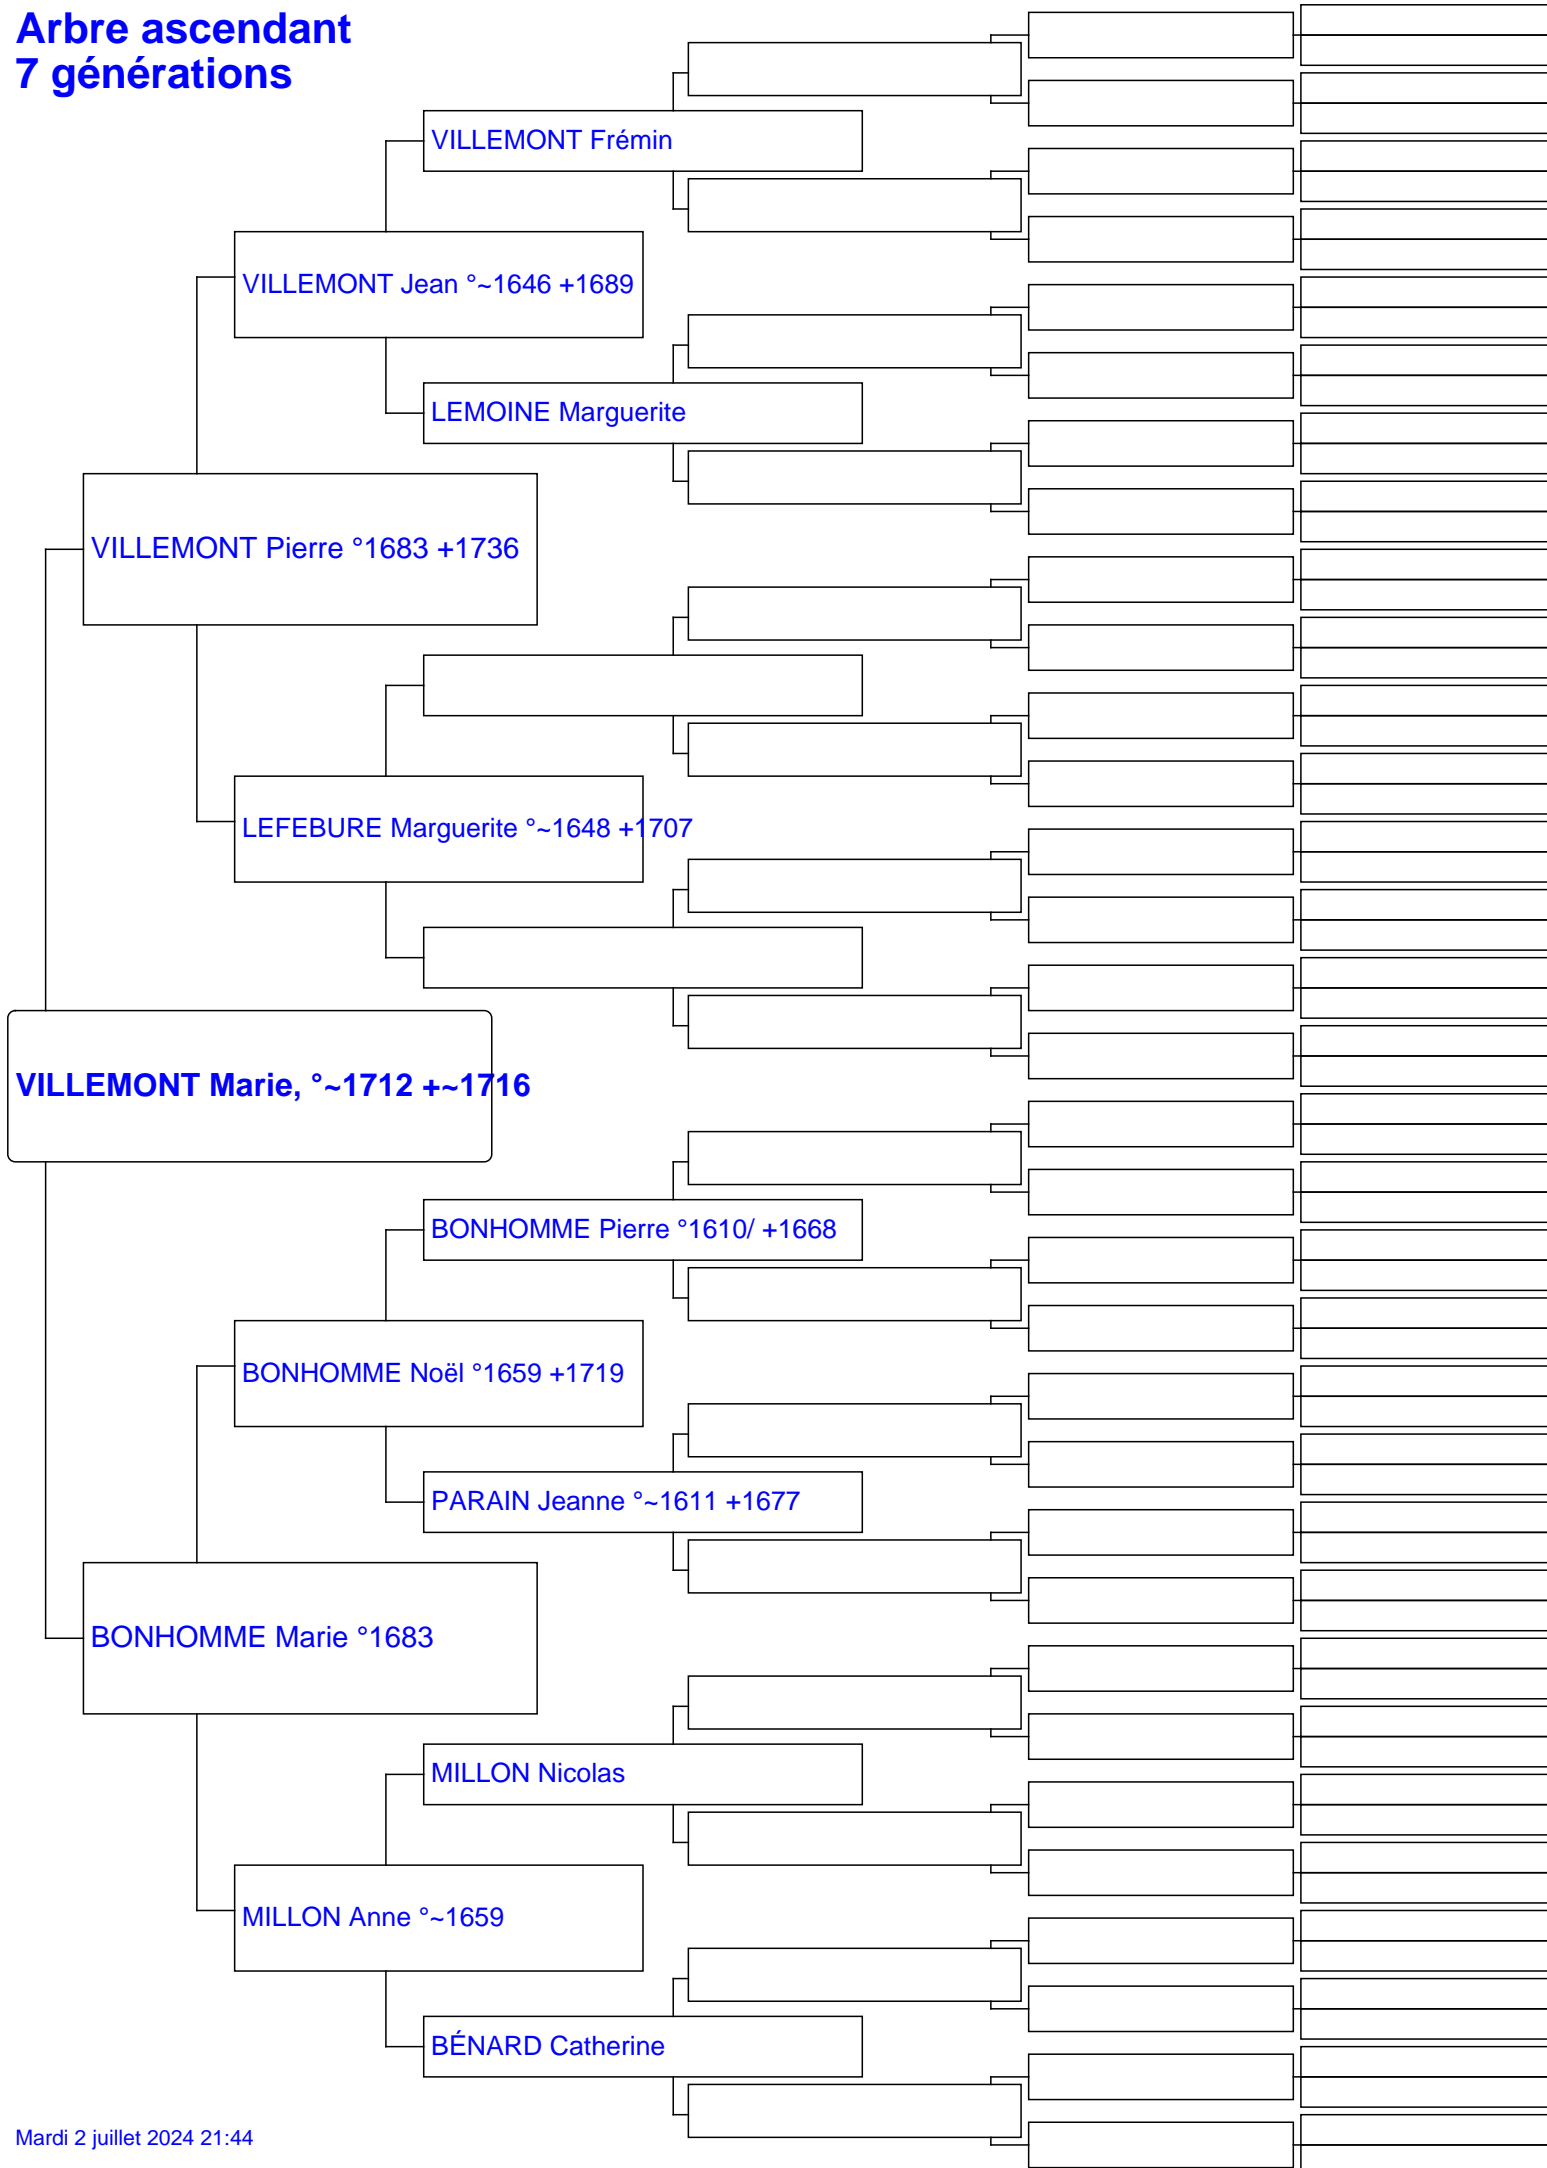 Arbre ascendant
7 générations
VILLEMONT Frémin
VILLEMONT Jean °~1646 +1689
LEMOINE Marguerite
VILLEMONT Pierre °1683 +1736
LEFEBURE Marguerite °~1648 +1707
VILLEMONT Marie, °~1712 +~1716
BONHOMME Pierre °1610/ +1668
BONHOMME Noël °1659 +1719
PARAIN Jeanne °~1611 +1677
BONHOMME Marie °1683
MILLON Nicolas
MILLON Anne °~1659
BÉNARD Catherine
Mardi 2 juillet 2024 21:44